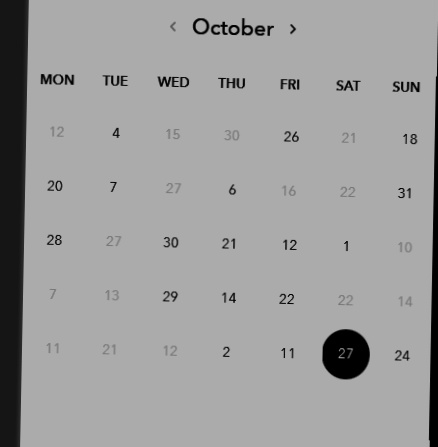 ‹ October ›
MON TUE WED THU FRI SAT SUN
12 4 15 30 26 21 18
20 7 27 6 16 22 31
28 27 30 21 12 1 10
7 13 29 14 22 22 14
11 21 12 2 11 27 24